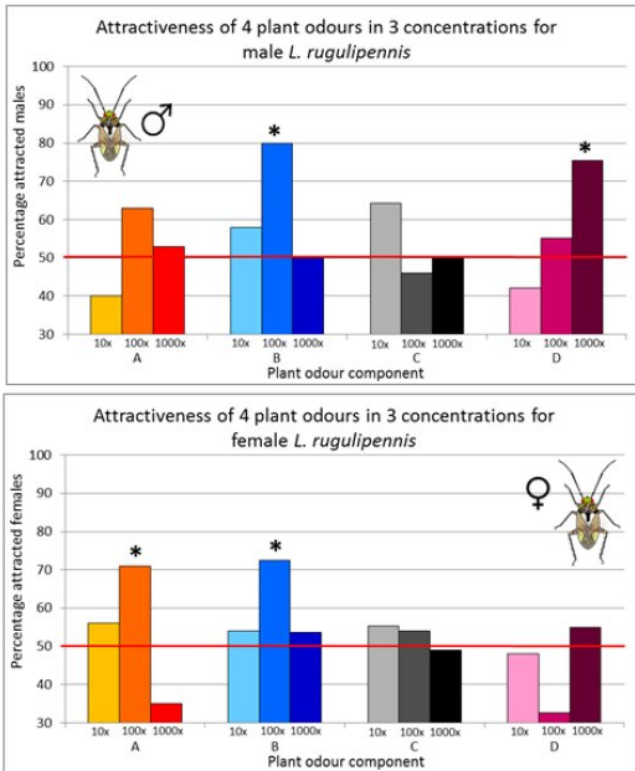 Attractiveness of 4 plant odours in 3 concentrations for
male L. rugulipennis
Percentage attracted males
100
90
80
70
60
50
40
30
♂
*
*
10x 100x 1000x 10x 100x 1000x 10x 100x 1000x 10x 100x 1000x
A B C D
Plant odour component
Attractiveness of 4 plant odours in 3 concentrations for
female L. rugulipennis
Percentage attracted females
100
90
80
70
60
50
40
30
♀
* *
10x 100x 1000x 10x 100x 1000x 10x 100x 1000x 10x 100x 1000x
A B C D
Plant odour component